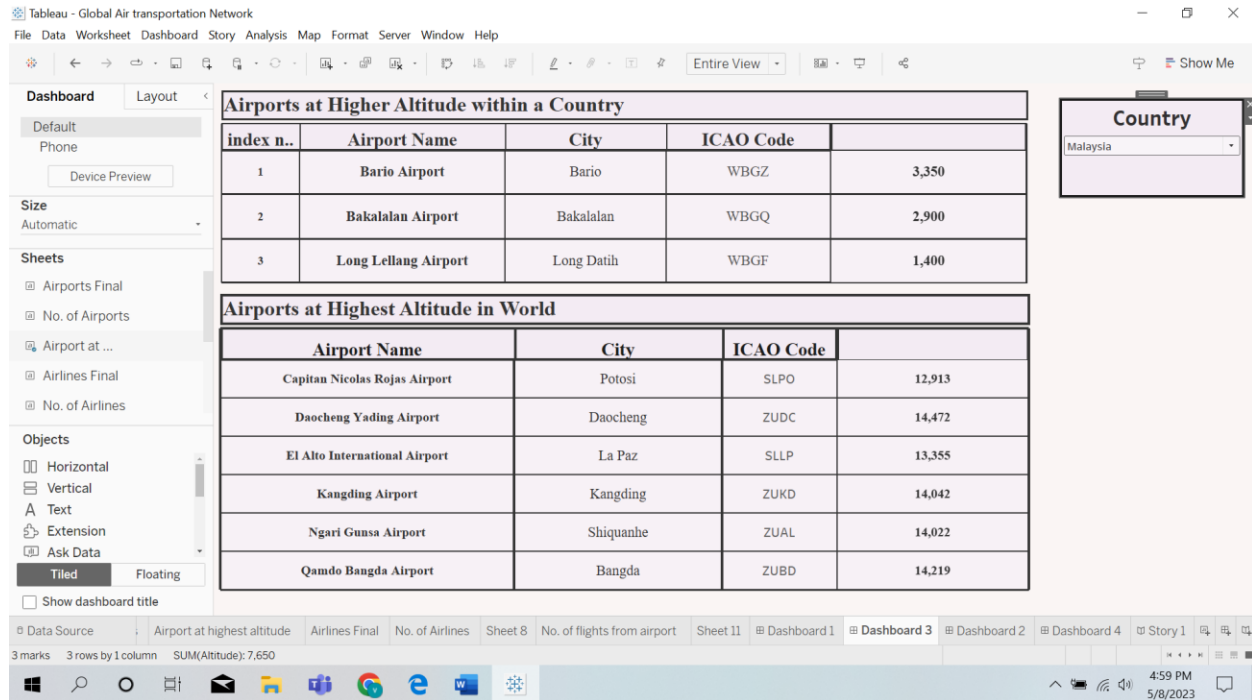 Tableau - Global Air transportation Network
File Data Worksheet Dashboard Story Analysis Map Format Server Window Help
Entire View
Show Me
Dashboard Layout
Default
Phone
Device Preview
Size
Automatic
Sheets
Airports Final
No. of Airports
Airport at ...
Airlines Final
No. of Airlines
Objects
Horizontal
Vertical
A Text
Extension
Ask Data
Tiled Floating
Show dashboard title
Airports at Higher Altitude within a Country
index n.. Airport Name City ICAO Code
1 Bario Airport Bario WBGZ 3,350
2 Bakalalan Airport Bakalalan WBGQ 2,900
3 Long Lellang Airport Long Datih WBGF 1,400
Airports at Highest Altitude in World
Airport Name City ICAO Code
Capitan Nicolas Rojas Airport Potosi SLPO 12,913
Daocheng Yading Airport Daocheng ZUDC 14,472
El Alto International Airport La Paz SLLP 13,355
Kangding Airport Kangding ZUKD 14,042
Ngari Gunsa Airport Shiquanhe ZUAL 14,022
Qamdo Bangda Airport Bangda ZUBD 14,219
Country
Malaysia
Data Source Airport at highest altitude Airlines Final No. of Airlines Sheet 8 No. of flights from airport Sheet 11 Dashboard 1 Dashboard 3 Dashboard 2 Dashboard 4 Story 1
3 marks 3 rows by 1 column SUM(Altitude): 7,650
4:59 PM
5/8/2023